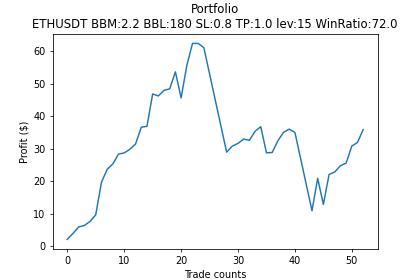 Portfolio
ETHUSDT BBM:2.2 BBL:180 SL:0.8 TP:1.0 lev:15 WinRatio:72.0
60
50
40
30
20
10
0
Profit ($)
0 10 20 30 40 50
Trade counts